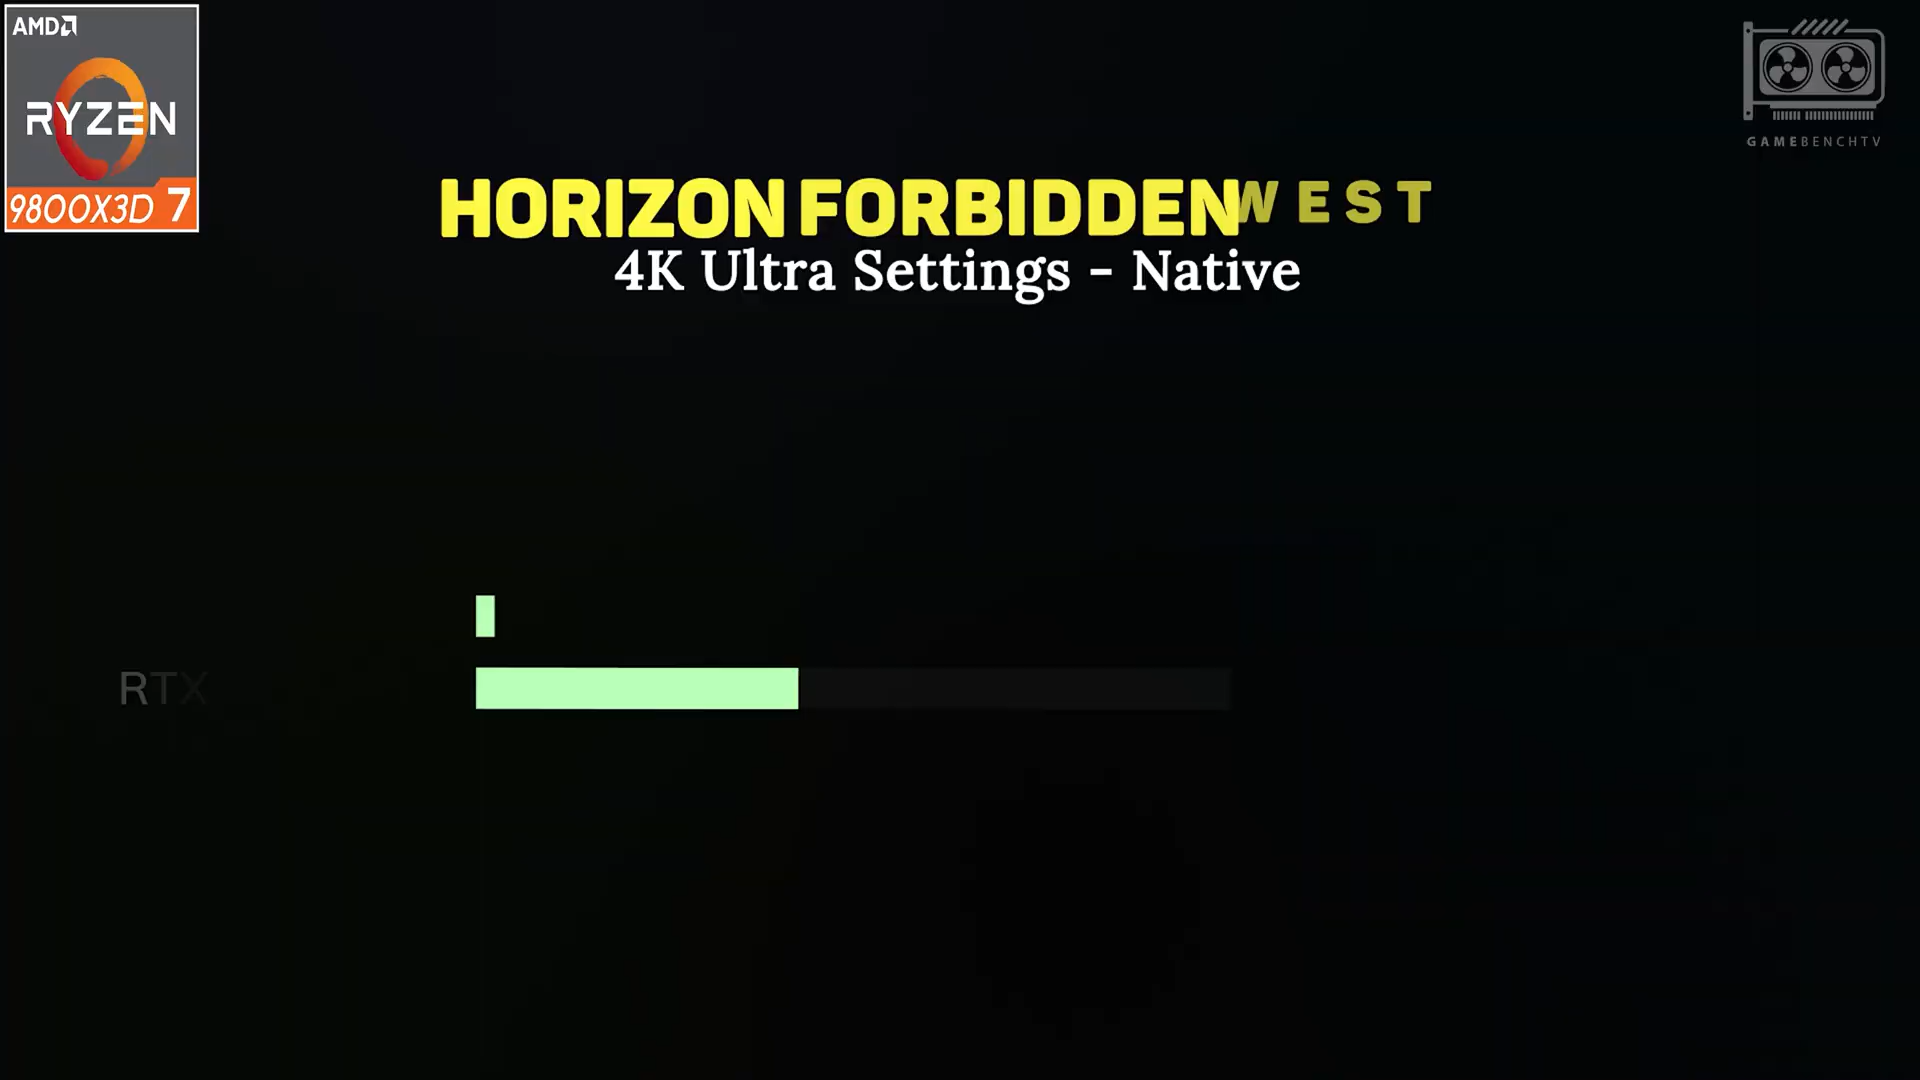 AMD
RYZEN
9800X3D 7
GAMEBENCHTV
HORIZON FORBIDDEN WEST
4K Ultra Settings - Native
RTX